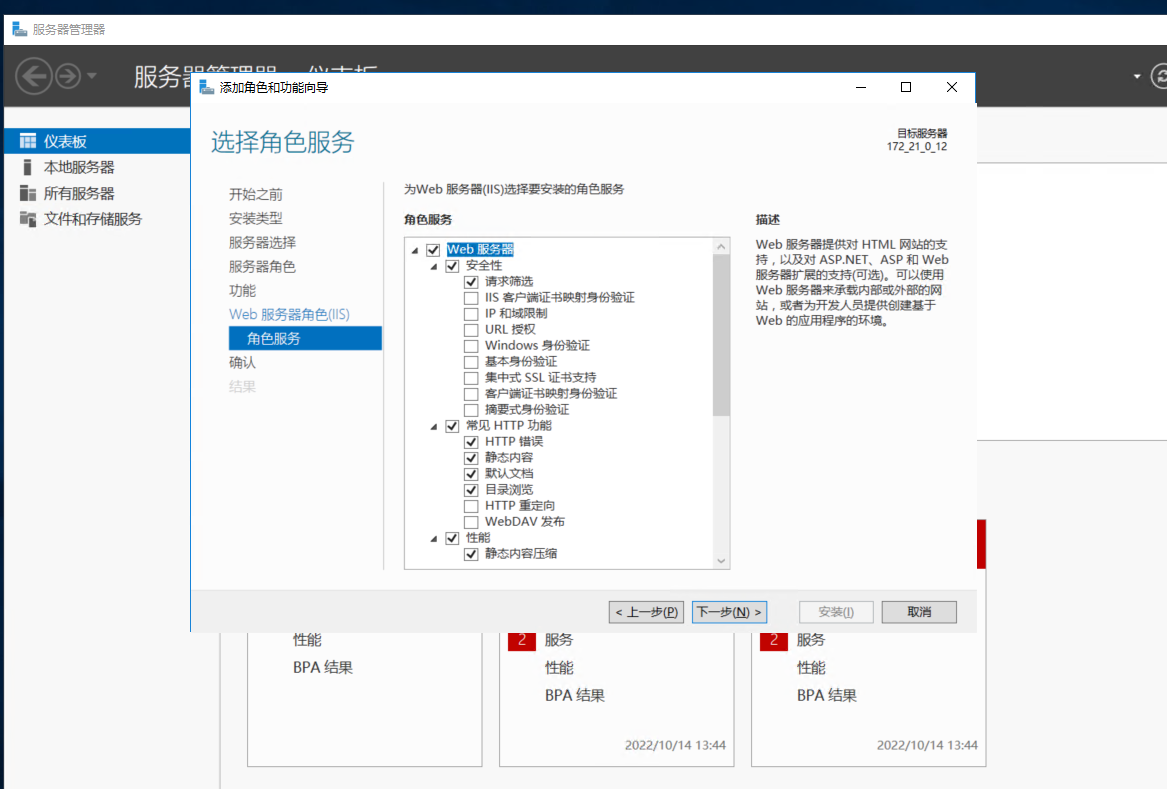 服务器管理器
添加角色和功能向导
仪表板
本地服务器
所有服务器
文件和存储服务
选择角色服务
目标服务器
172_21_0_12
开始之前
安装类型
服务器选择
服务器角色
功能
Web 服务器角色(IIS)
角色服务
确认
结果
为Web 服务器(IIS)选择要安装的角色服务
角色服务
Web 服务器
安全性
请求筛选
IIS 客户端证书映射身份验证
IP 和域限制
URL 授权
Windows 身份验证
基本身份验证
集中式 SSL 证书支持
客户端证书映射身份验证
摘要式身份验证
常见 HTTP 功能
HTTP 错误
静态内容
默认文档
目录浏览
HTTP 重定向
WebDAV 发布
性能
静态内容压缩
描述
Web 服务器提供对 HTML 网站的支
持，以及对 ASP.NET、ASP 和 Web
服务器扩展的支持(可选)。可以使用
Web 服务器来承载内部或外部的网
站，或者为开发人员提供创建基于
Web 的应用程序的环境。
< 上一步(P)
下一步(N) >
安装(I)
取消
性能
BPA 结果
2 服务
性能
BPA 结果
2022/10/14 13:44
2 服务
性能
BPA 结果
2022/10/14 13:44